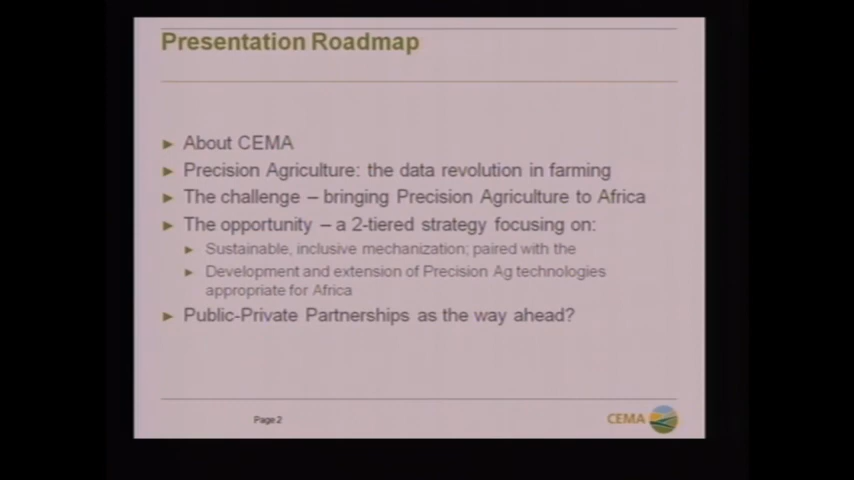 Presentation Roadmap
► About CEMA
► Precision Agriculture: the data revolution in farming
► The challenge – bringing Precision Agriculture to Africa
► The opportunity – a 2-tiered strategy focusing on:
► Sustainable, inclusive mechanization; paired with the
► Development and extension of Precision Ag technologies
appropriate for Africa
► Public-Private Partnerships as the way ahead?
Page 2
CEMA